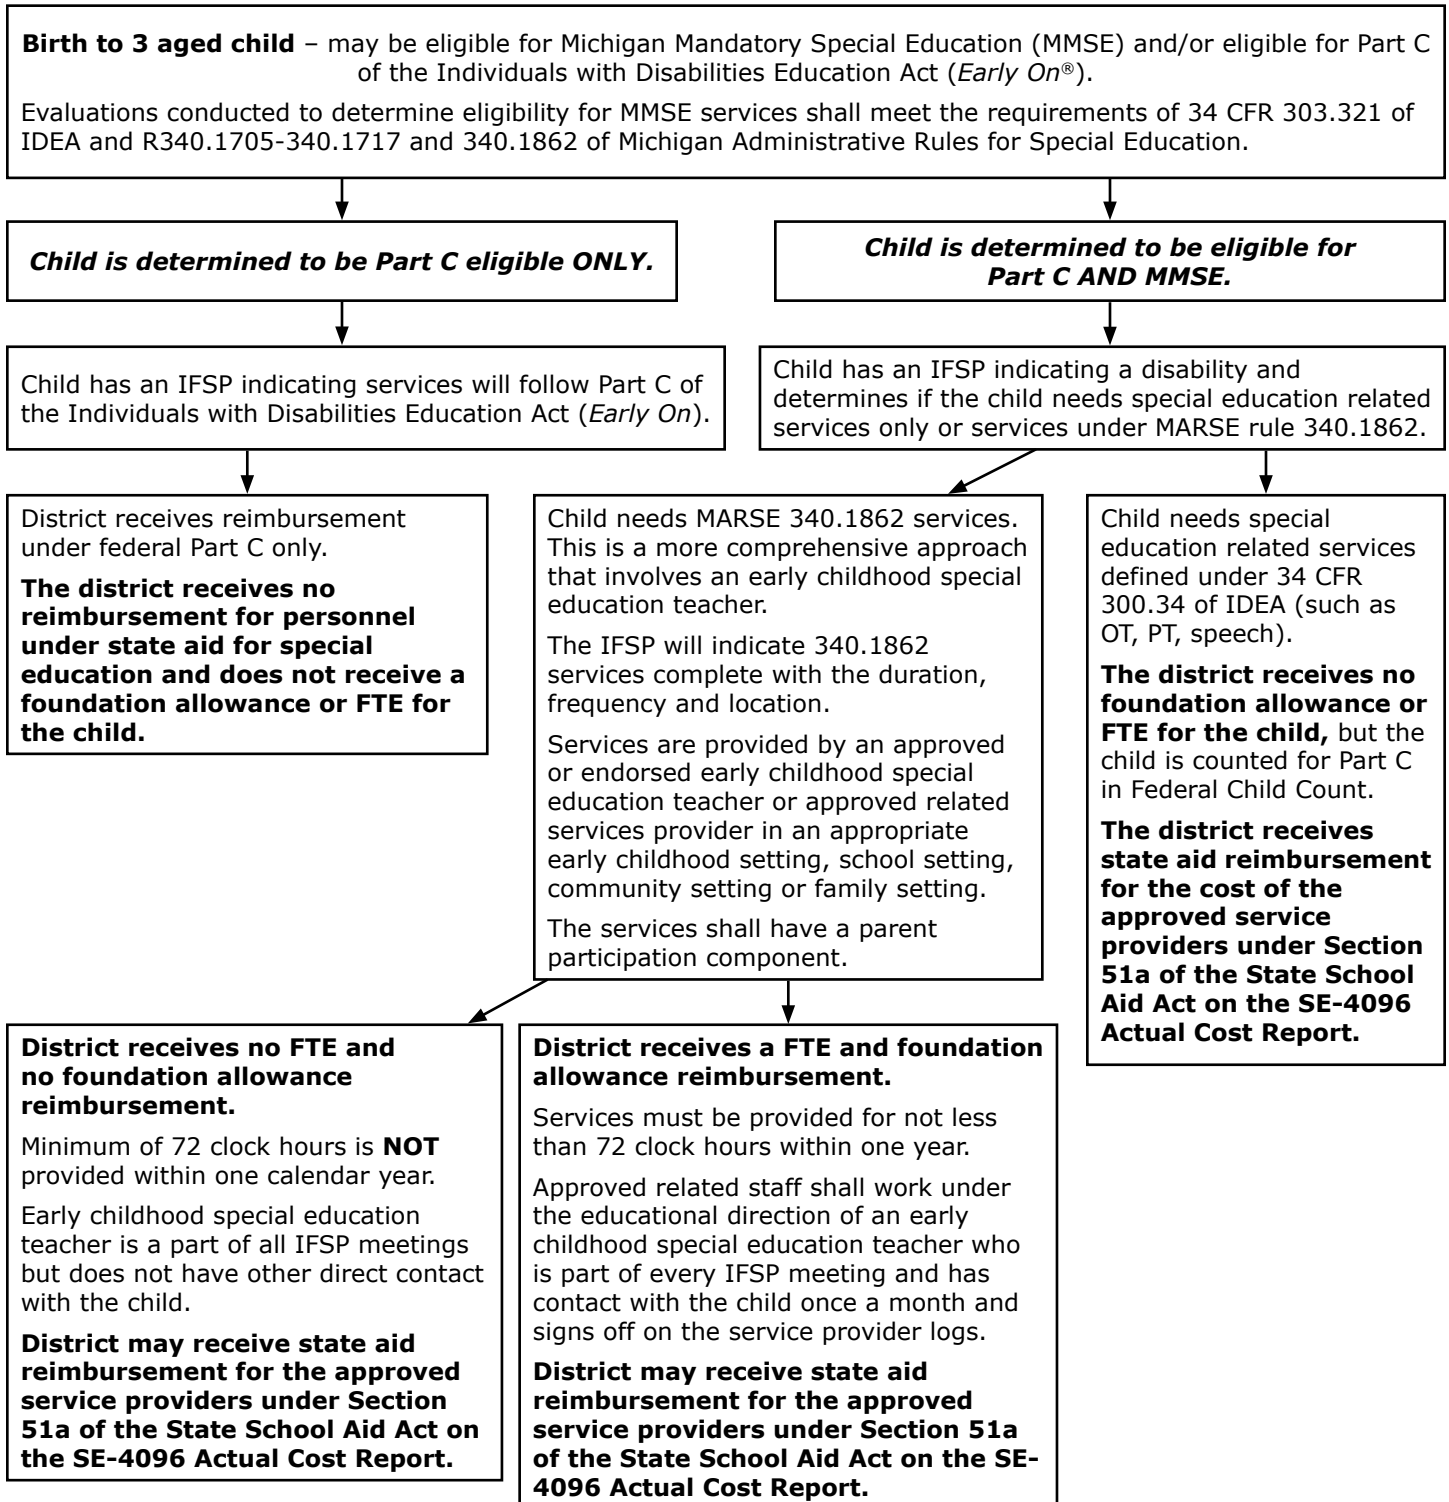 Birth to 3 aged child – may be eligible for Michigan Mandatory Special Education (MMSE) and/or eligible for Part C
of the Individuals with Disabilities Education Act (Early On®).
Evaluations conducted to determine eligibility for MMSE services shall meet the requirements of 34 CFR 303.321 of
IDEA and R340.1705-340.1717 and 340.1862 of Michigan Administrative Rules for Special Education.
Child is determined to be Part C eligible ONLY.
Child is determined to be eligible for
Part C AND MMSE.
Child has an IFSP indicating services will follow Part C of
the Individuals with Disabilities Education Act (Early On).
Child has an IFSP indicating a disability and
determines if the child needs special education related
services only or services under MARSE rule 340.1862.
District receives reimbursement
under federal Part C only.
The district receives no
reimbursement for personnel
under state aid for special
education and does not receive a
foundation allowance or FTE for
the child.
Child needs MARSE 340.1862 services.
This is a more comprehensive approach
that involves an early childhood special
education teacher.
The IFSP will indicate 340.1862
services complete with the duration,
frequency and location.
Services are provided by an approved
or endorsed early childhood special
education teacher or approved related
services provider in an appropriate
early childhood setting, school setting,
community setting or family setting.
The services shall have a parent
participation component.
Child needs special
education related services
defined under 34 CFR
300.34 of IDEA (such as
OT, PT, speech).
The district receives no
foundation allowance or
FTE for the child, but the
child is counted for Part C
in Federal Child Count.
The district receives
state aid reimbursement
for the cost of the
approved service
providers under Section
51a of the State School
Aid Act on the SE-4096
Actual Cost Report.
District receives no FTE and
no foundation allowance
reimbursement.
Minimum of 72 clock hours is NOT
provided within one calendar year.
Early childhood special education
teacher is a part of all IFSP meetings
but does not have other direct contact
with the child.
District may receive state aid
reimbursement for the approved
service providers under Section
51a of the State School Aid Act on
the SE-4096 Actual Cost Report.
District receives a FTE and foundation
allowance reimbursement.
Services must be provided for not less
than 72 clock hours within one year.
Approved related staff shall work under
the educational direction of an early
childhood special education teacher who
is part of every IFSP meeting and has
contact with the child once a month and
signs off on the service provider logs.
District may receive state aid
reimbursement for the approved
service providers under Section 51a
of the State School Aid Act on the SE-
4096 Actual Cost Report.